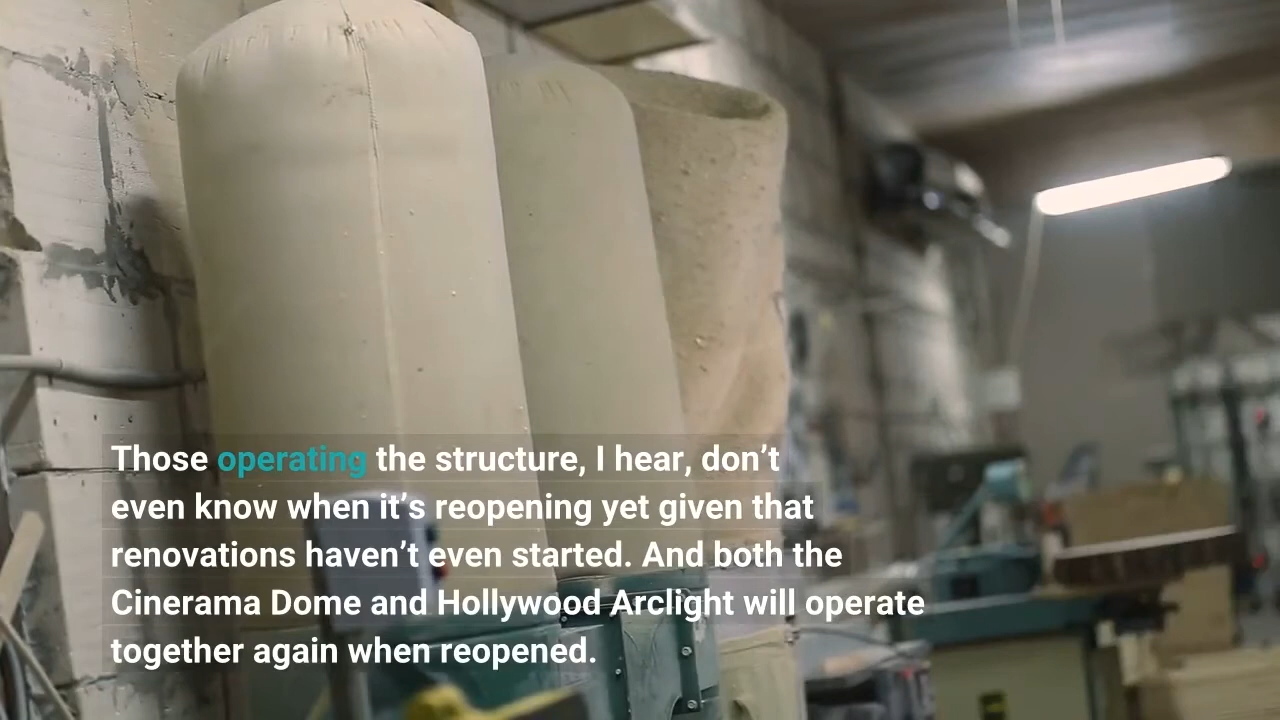 Those operating the structure, I hear, don’t
even know when it’s reopening yet given that
renovations haven’t even started. And both the
Cinerama Dome and Hollywood Arclight will operate
together again when reopened.